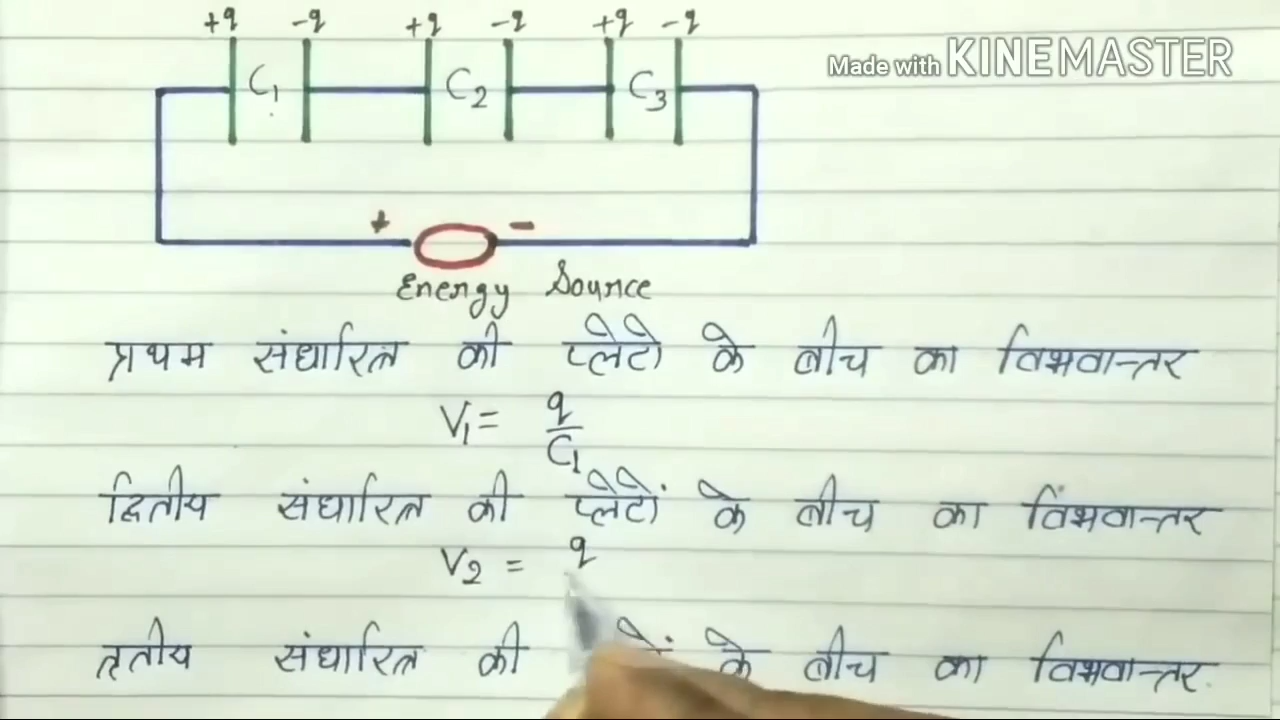 +q -q +q -q +q -q
Made with KINEMASTER
C1 C2 C3
+ -
Energy Source
प्रथम संधारित्र की प्लेटो के बीच का विभवान्तर
V1 = q/C1
द्वितीय संधारित्र की प्लेटों के बीच का विभवान्तर
V2 = q
तृतीय संधारित्र की के बीच का विभवान्तर